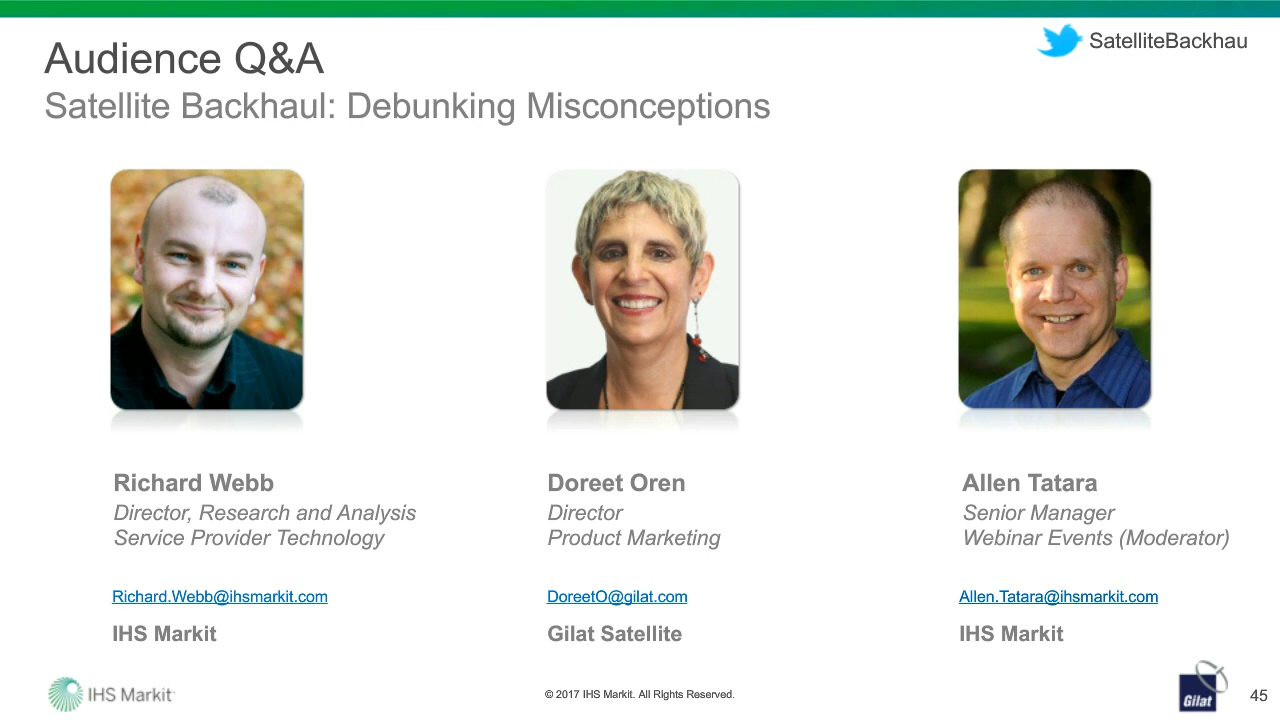 SatelliteBackhau
Audience Q&A
Satellite Backhaul: Debunking Misconceptions
Richard Webb
Director, Research and Analysis
Service Provider Technology
Richard.Webb@ihsmarkit.com
IHS Markit
Doreet Oren
Director
Product Marketing
DoreetO@gilat.com
Gilat Satellite
Allen Tatara
Senior Manager
Webinar Events (Moderator)
Allen.Tatara@ihsmarkit.com
IHS Markit
IHS Markit
© 2017 IHS Markit. All Rights Reserved.
Gilat
45